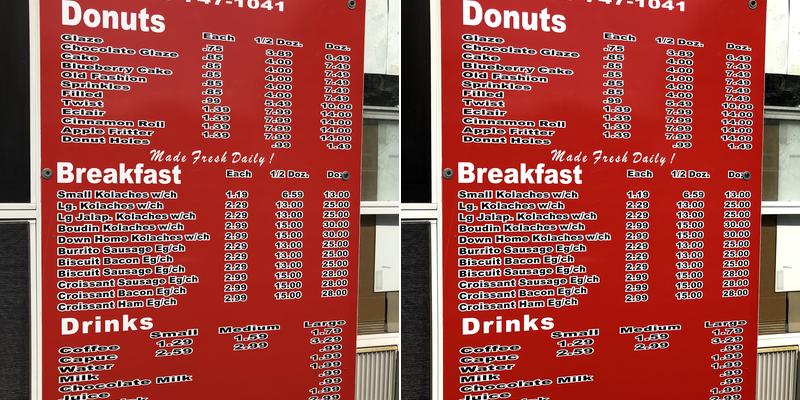 747-1041
Donuts
Each 1/2 Doz. Doz.
Glaze .75 3.89 6.49
Chocolate Glaze .85 4.00 7.49
Cake .85 4.00 7.49
Blueberry Cake .85 4.00 7.49
Old Fashion .85 4.00 7.49
Sprinkles .85 4.00 7.49
Filled .99 5.49 10.00
Twist 1.39 7.99 14.00
Eclair 1.39 7.99 14.00
Cinnamon Roll 1.39 7.99 14.00
Apple Fritter
Donut Holes .99 1.49
Made Fresh Daily!
Breakfast Each 1/2 Doz. Doz.
Small Kolaches w/ch 1.19 6.59 13.00
Lg. Kolaches w/ch 2.29 13.00 25.00
Lg Jalap. Kolaches w/ch 2.29 13.00 25.00
Boudin Kolaches w/ch 2.99 15.00 30.00
Down Home Kolaches w/ch 2.99 15.00 30.00
Burrito Sausage Eg/ch 2.29 13.00 25.00
Biscuit Bacon Eg/ch 2.29 13.00 25.00
Biscuit Sausage Eg/ch 2.29 13.00 25.00
Croissant Sausage Eg/ch 2.99 15.00 28.00
Croissant Bacon Eg/ch 2.99 15.00 28.00
Croissant Ham Eg/ch 2.99 15.00 28.00
Drinks
Small Medium Large
Coffee 1.29 1.59 1.79
Capuc 2.59 2.99 3.29
Water .99
Milk 1.99
Chocolate Milk 1.99
Juice